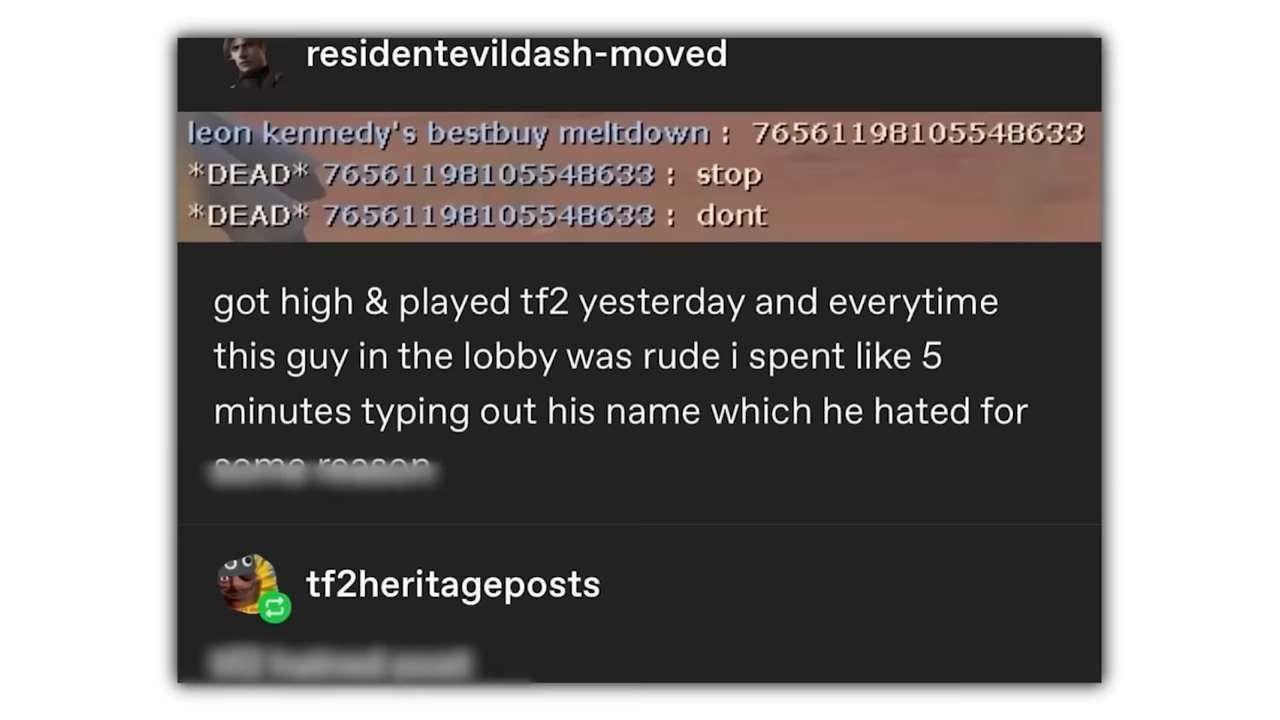 residentevildash-moved
leon kennedy's bestbuy meltdown : 76561198105548633
*DEAD* 76561198105548633 : stop
*DEAD* 76561198105548633 : dont
got high & played tf2 yesterday and everytime
this guy in the lobby was rude i spent like 5
minutes typing out his name which he hated for
some reason
tf2heritageposts